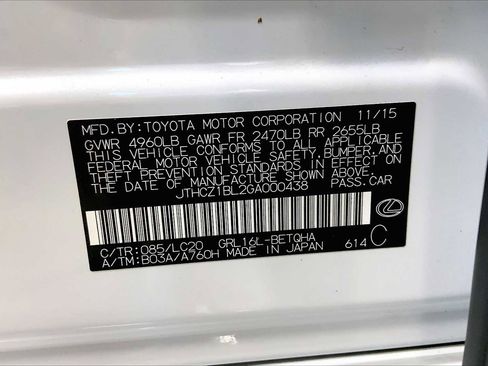 MFD. BY: TOYOTA MOTOR CORPORATION 11/15
GVWR 4960LB GAWR FR 2470LB RR 2655LB
THIS VEHICLE CONFORMS TO ALL APPLICABLE
FEDERAL MOTOR VEHICLE SAFETY, BUMPER, AND
THEFT PREVENTION STANDARDS IN EFFECT ON
THE DATE OF MANUFACTURE SHOWN ABOVE.
JTHCZ1BL2GA000438 PASS. CAR
C/TR: 085/LC20 GRL16L-BETQHA
A/TM: B03A/A760H MADE IN JAPAN 614 C